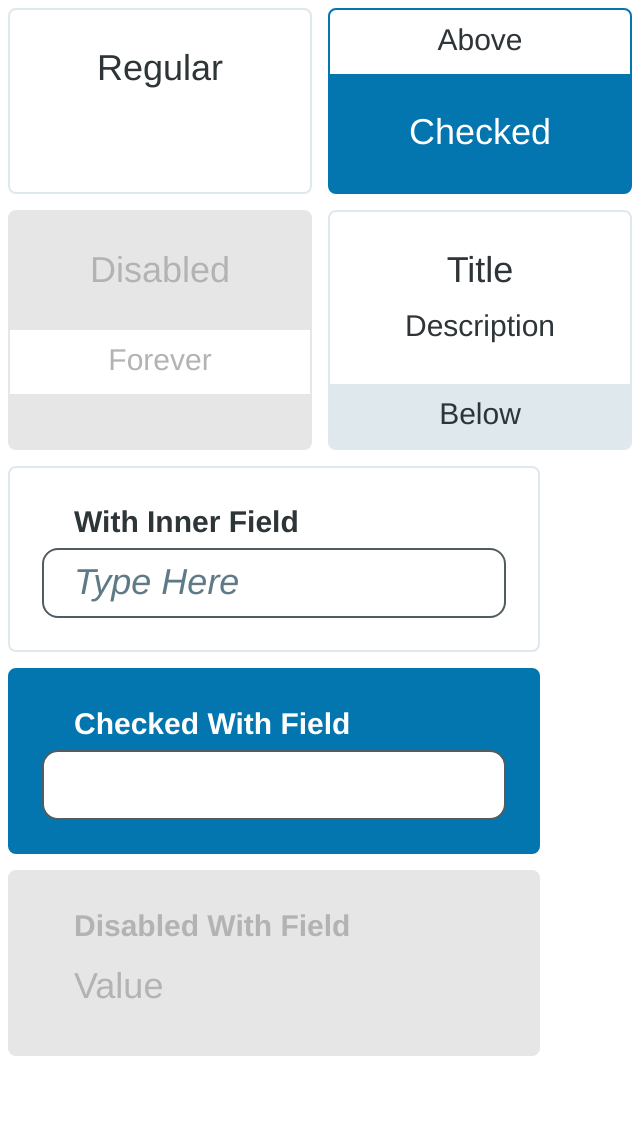 Regular
Above
Checked
Disabled
Forever
Title
Description
Below
With Inner Field
Type Here
Checked With Field
Disabled With Field
Value